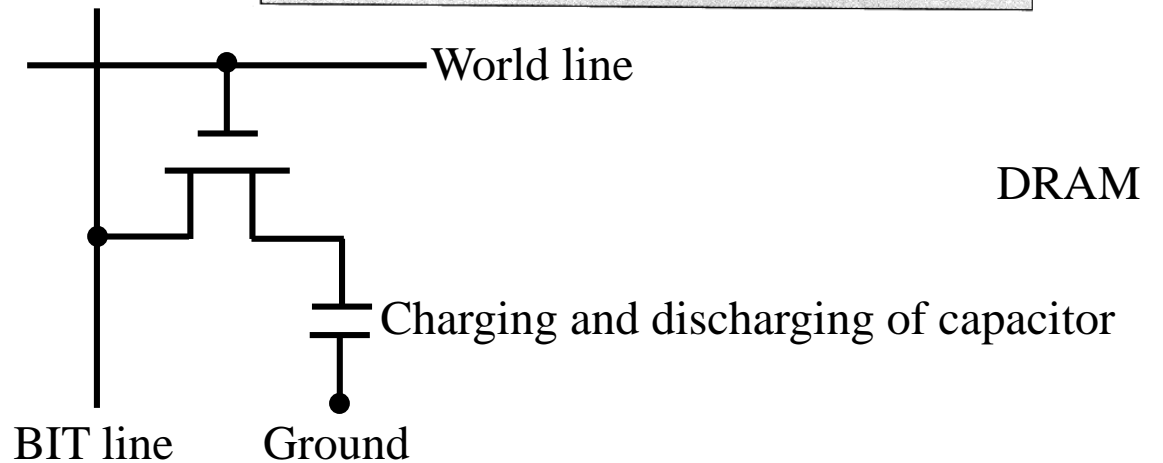 World line
DRAM
Charging and discharging of capacitor
BIT line
Ground